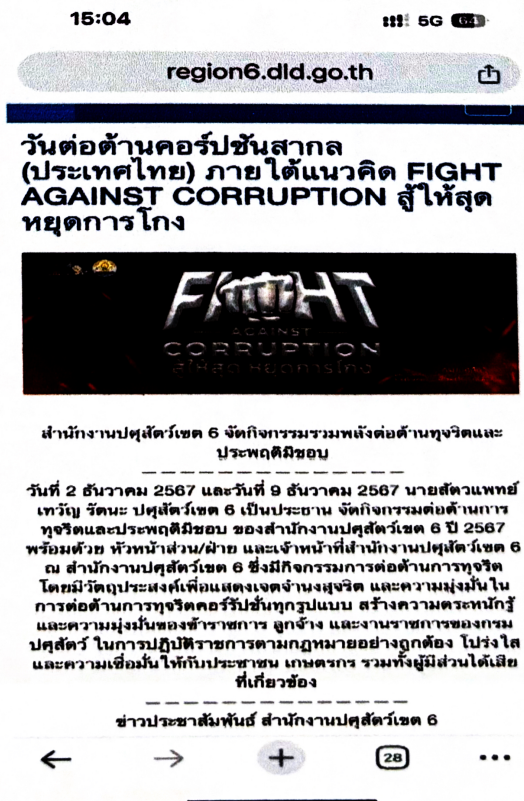 15:04
5G 64
region6.dld.go.th
วันต่อต้านคอร์ปชันสากล
(ประเทศไทย) ภายใต้แนวคิด FIGHT
AGAINST CORRUPTION สู้ให้สุด
หยุดการโกง
FIGHT
AGAINST
CORRUPTION
สู้ให้สุด หยุดการโกง
สำนักงานปศุสัตว์เขต 6 จัดกิจกรรมรวมพลังต่อต้านทุจริตและ
ประพฤติมิชอบ
วันที่ 2 ธันวาคม 2567 และวันที่ 9 ธันวาคม 2567 นายสัตวแพทย์
เทวัญ รัตนะ ปศุสัตว์เขต 6 เป็นประธาน จัดกิจกรรมต่อต้านการ
ทุจริตและประพฤติมิชอบ ของสำนักงานปศุสัตว์เขต 6 ปี 2567
พร้อมด้วย หัวหน้าส่วน/ฝ่าย และเจ้าหน้าที่สำนักงานปศุสัตว์เขต 6
ณ สำนักงานปศุสัตว์เขต 6 ซึ่งมีกิจกรรมการต่อต้านการทุจริต
โดยมีวัตถุประสงค์เพื่อแสดงเจตจำนงสุจริต และความมุ่งมั่นใน
การต่อต้านการทุจริตคอร์รัปชั่นทุกรูปแบบ สร้างความตระหนักรู้
และความมุ่งมั่นของข้าราชการ ลูกจ้าง และงานราชการของกรม
ปศุสัตว์ ในการปฏิบัติราชการตามกฎหมายอย่างถูกต้อง โปร่งใส
และความเชื่อมั่นให้กับประชาชน เกษตรกร รวมทั้งผู้มีส่วนได้เสีย
ที่เกี่ยวข้อง
ข่าวประชาสัมพันธ์ สำนักงานปศุสัตว์เขต 6
28